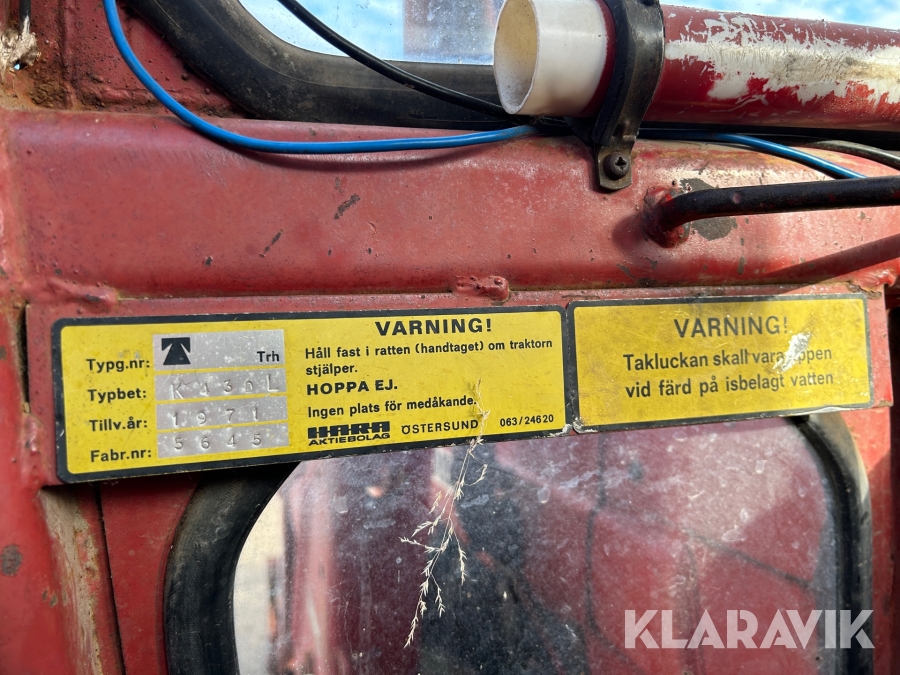 Typg.nr: Trh
Typbet: K430L
Tillv.år: 1971
Fabr.nr: 5645
VARNING!
Håll fast i ratten (handtaget) om traktorn
stjälper.
HOPPA EJ.
Ingen plats för medåkande.
HARA
AKTIEBOLAG ÖSTERSUND 063/24620
VARNING!
Takluckan skall vara öppen
vid färd på isbelagt vatten
KLARAVIK